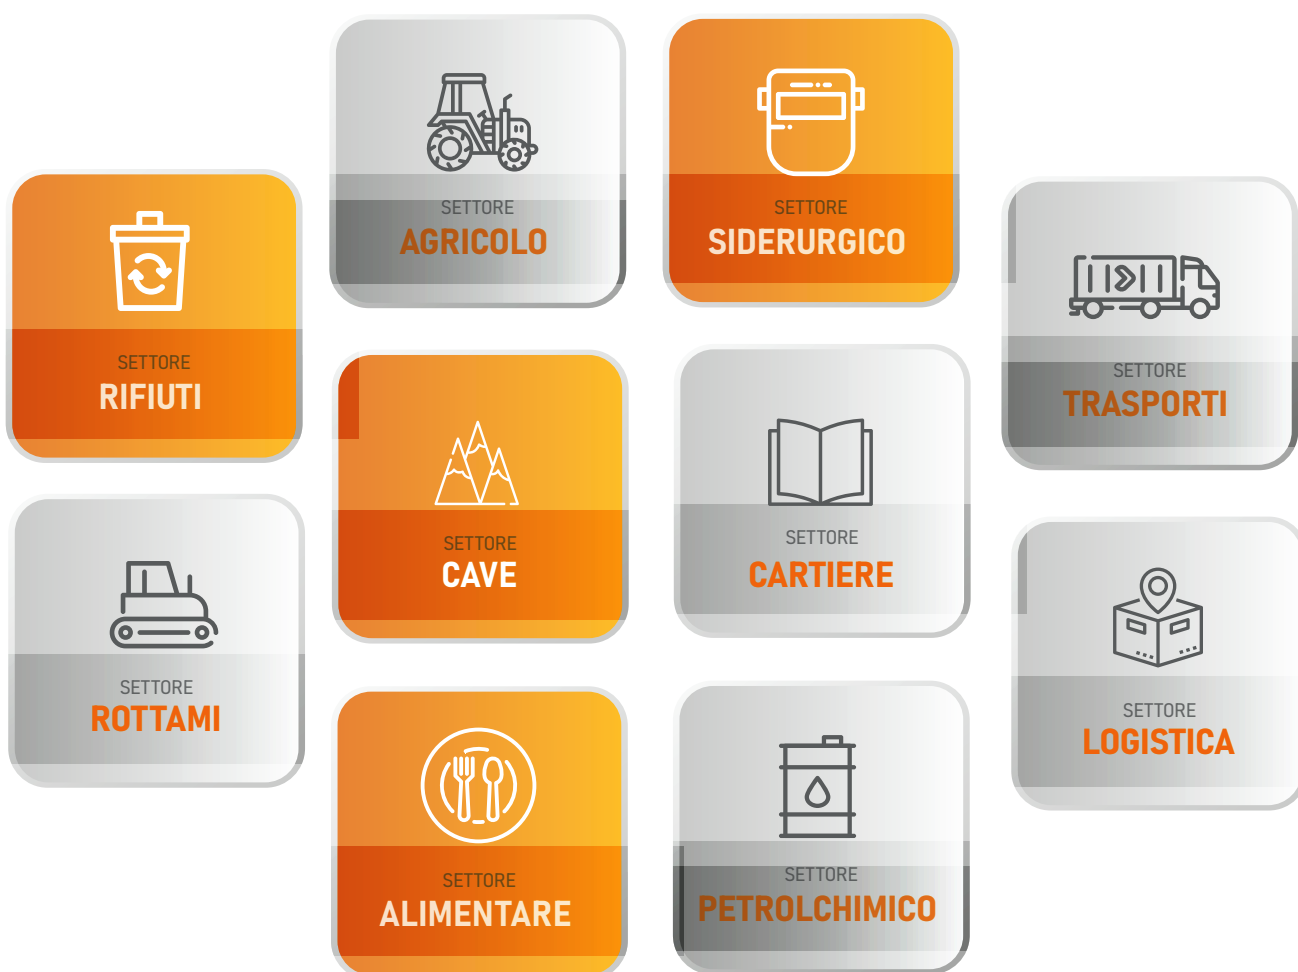 SETTORE
AGRICOLO
SETTORE
SIDERURGICO
SETTORE
RIFIUTI
SETTORE
TRASPORTI
SETTORE
CAVE
SETTORE
CARTIERE
SETTORE
ROTTAMI
SETTORE
LOGISTICA
SETTORE
ALIMENTARE
SETTORE
PETROLCHIMICO